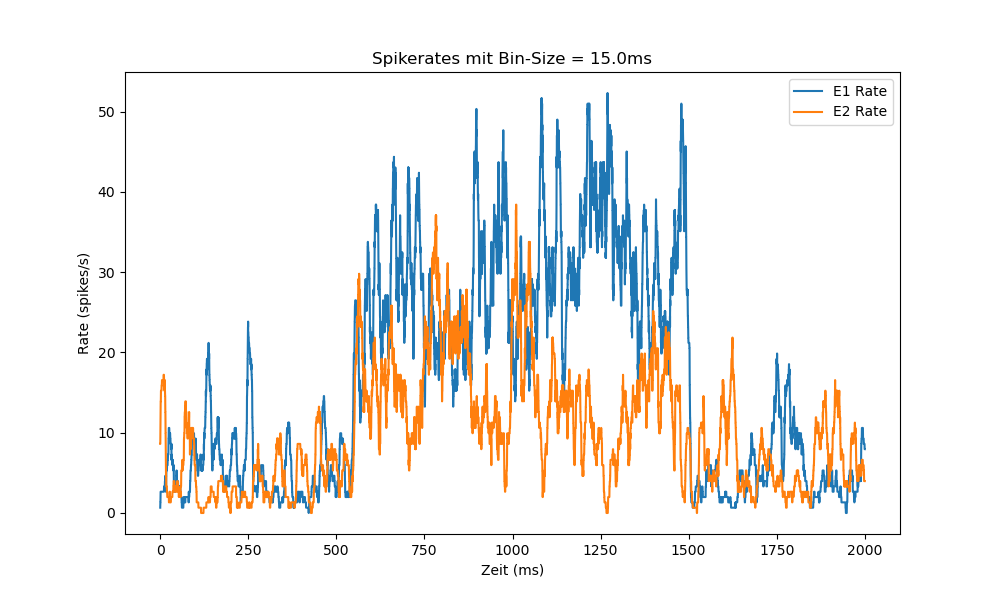 Spikerates mit Bin-Size = 15.0ms
E1 Rate
E2 Rate
Rate (spikes/s)
50
40
30
20
10
0
0 250 500 750 1000 1250 1500 1750 2000
Zeit (ms)